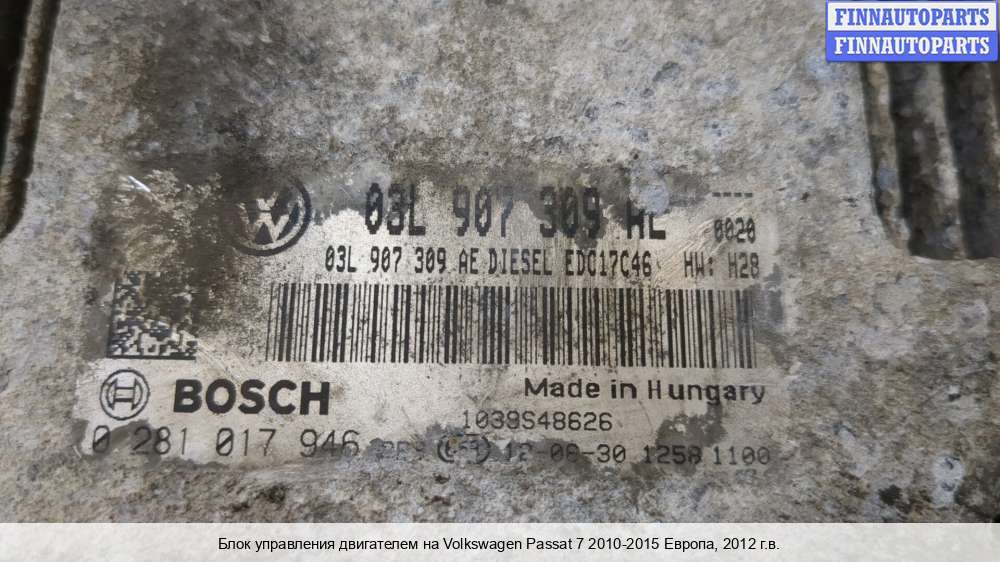 FINNAUTOPARTS
FINNAUTOPARTS
03L 907 309 AE
----
0020
03L 907 309 AE DIESEL EDC17C46 HW: H28
BOSCH
Made in Hungary
1039S48626
0 281 017 946 12-08-30 1258 1100
Блок управления двигателем на Volkswagen Passat 7 2010-2015 Европа, 2012 г.в.